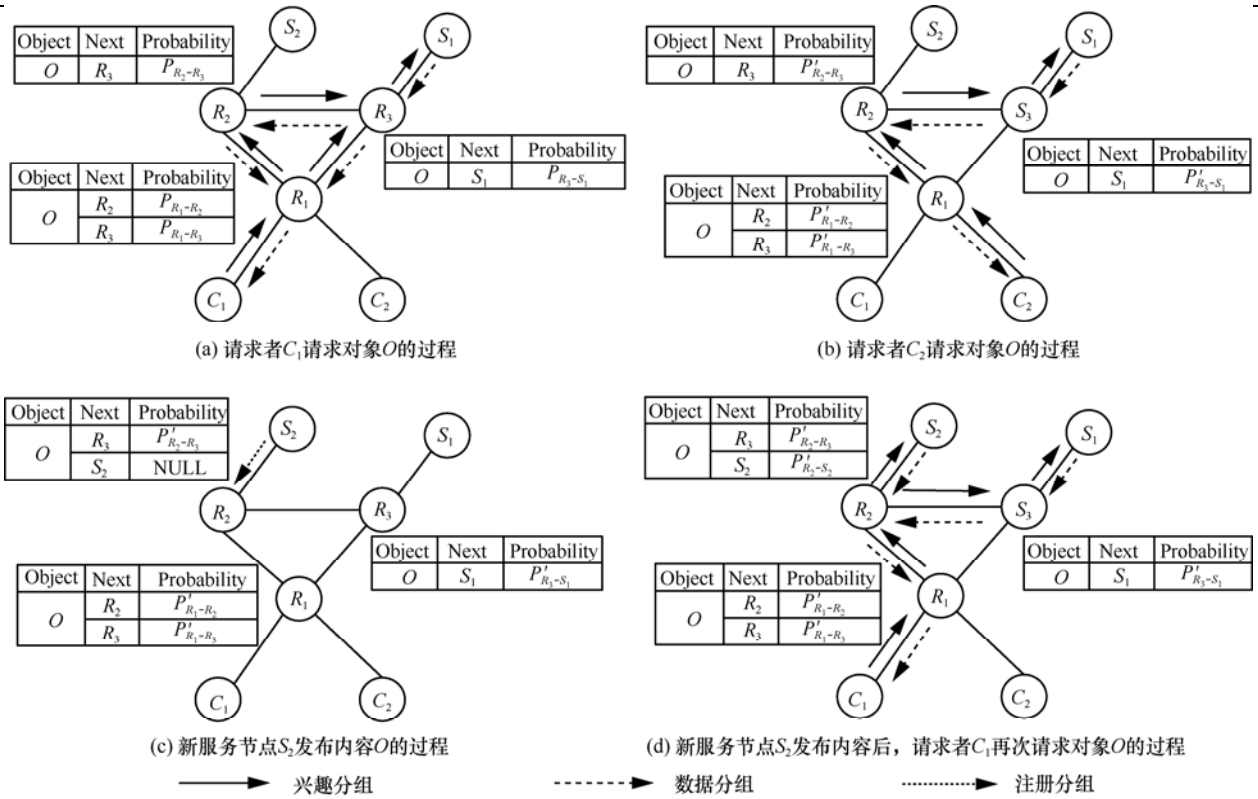 S₂
S₁
Object Next Probability
O R₃ P_{R₂-R₃}
R₂
R₃
Object Next Probability
O S₁ P_{R₃-S₁}
Object Next Probability
O R₂ P_{R₁-R₂}
R₃ P_{R₁-R₃}
R₁
C₁
C₂
(a) 请求者C₁请求对象O的过程
S₂
S₁
Object Next Probability
O R₃ P'_{R₂-R₃}
R₂
S₃
Object Next Probability
O S₁ P'_{R₃-S₁}
Object Next Probability
O R₂ P'_{R₁-R₂}
R₃ P'_{R₁-R₃}
R₁
C₁
C₂
(b) 请求者C₂请求对象O的过程
Object Next Probability
O R₃ P'_{R₂-R₃}
S₂ NULL
S₂
S₁
R₂
R₃
Object Next Probability
O S₁ P'_{R₃-S₁}
Object Next Probability
O R₂ P'_{R₁-R₂}
R₃ P'_{R₁-R₃}
R₁
C₁
C₂
(c) 新服务节点S₂发布内容O的过程
Object Next Probability
O R₃ P'_{R₂-R₃}
S₂ P'_{R₂-S₂}
S₂
S₁
R₂
S₃
Object Next Probability
O S₁ P'_{R₃-S₁}
Object Next Probability
O R₂ P'_{R₁-R₂}
R₃ P'_{R₁-R₃}
R₁
C₁
C₂
(d) 新服务节点S₂发布内容后，请求者C₁再次请求对象O的过程
兴趣分组
数据分组
注册分组